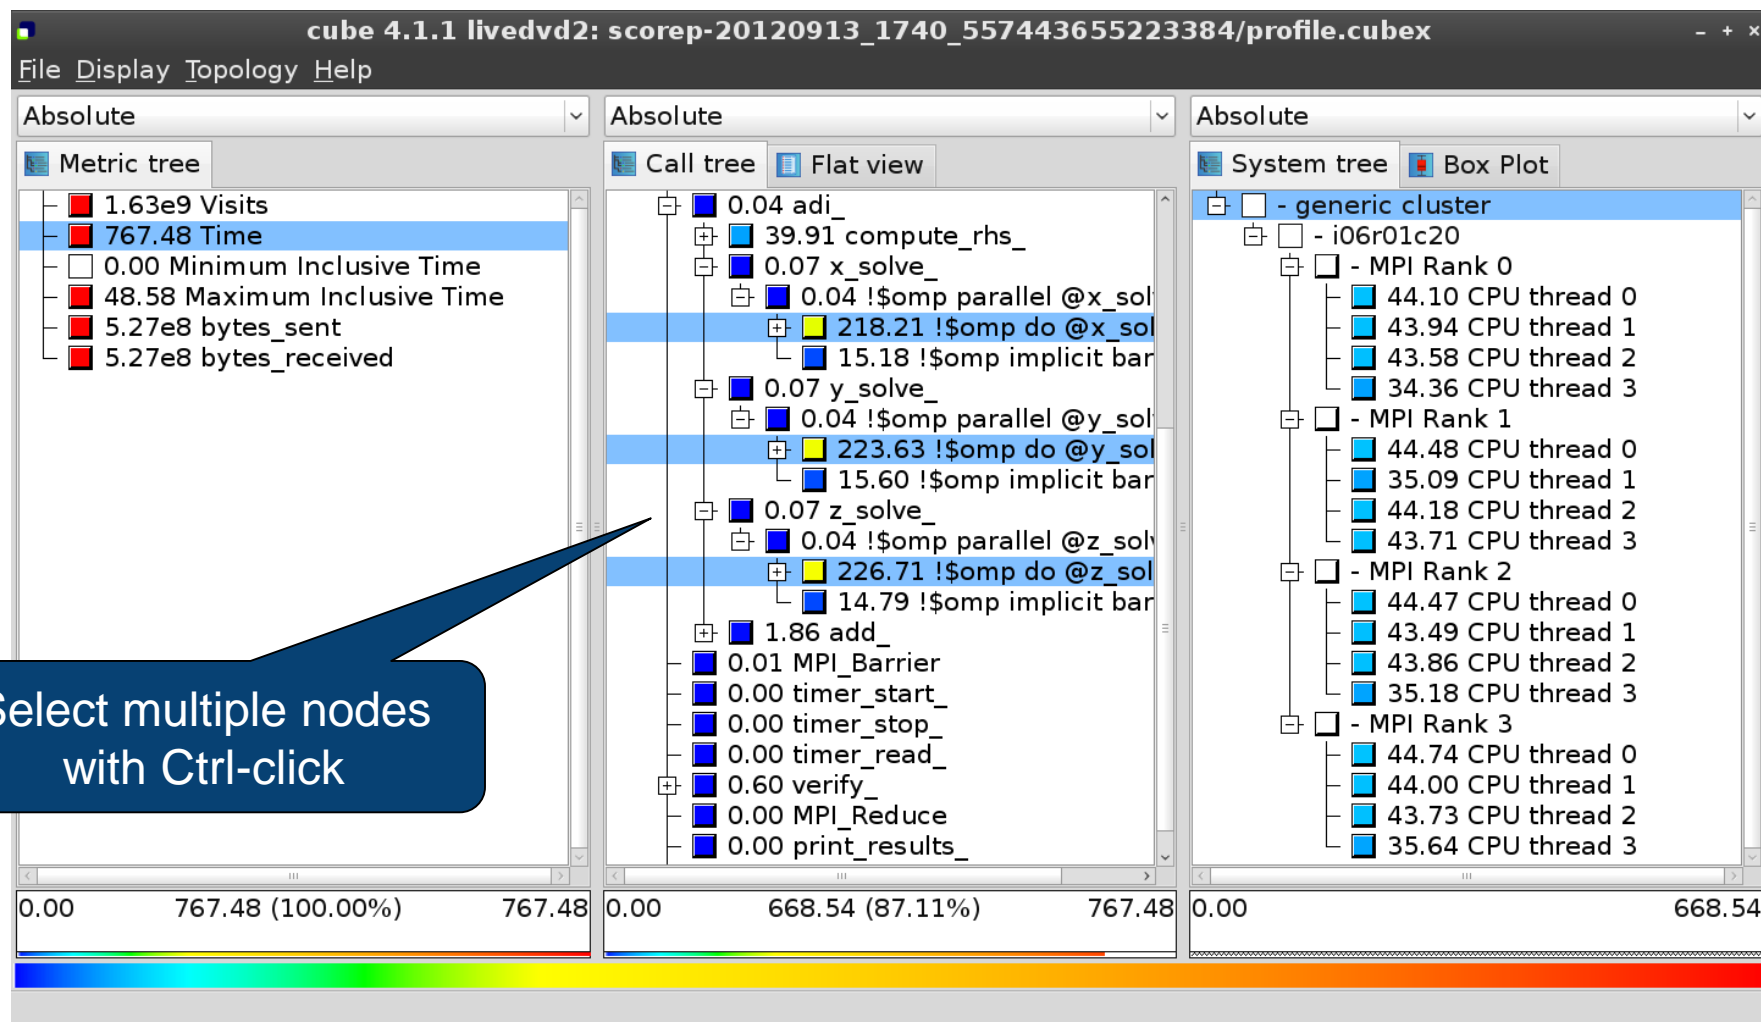 cube 4.1.1 livedvd2: scorep-20120913_1740_557443655223384/profile.cubex
File Display Topology Help
Absolute
Metric tree
1.63e9 Visits
767.48 Time
0.00 Minimum Inclusive Time
48.58 Maximum Inclusive Time
5.27e8 bytes_sent
5.27e8 bytes_received
0.00 767.48 (100.00%) 767.48
Absolute
Call tree Flat view
0.04 adi_
39.91 compute_rhs_
0.07 x_solve_
0.04 !$omp parallel @x_sol
218.21 !$omp do @x_sol
15.18 !$omp implicit bar
0.07 y_solve_
0.04 !$omp parallel @y_sol
223.63 !$omp do @y_sol
15.60 !$omp implicit bar
0.07 z_solve_
0.04 !$omp parallel @z_solv
226.71 !$omp do @z_sol
14.79 !$omp implicit bar
1.86 add_
0.01 MPI_Barrier
0.00 timer_start_
0.00 timer_stop_
0.00 timer_read_
0.60 verify_
0.00 MPI_Reduce
0.00 print_results_
0.00 668.54 (87.11%) 767.48
Absolute
System tree Box Plot
- generic cluster
- i06r01c20
- MPI Rank 0
44.10 CPU thread 0
43.94 CPU thread 1
43.58 CPU thread 2
34.36 CPU thread 3
- MPI Rank 1
44.48 CPU thread 0
35.09 CPU thread 1
44.18 CPU thread 2
43.71 CPU thread 3
- MPI Rank 2
44.47 CPU thread 0
43.49 CPU thread 1
43.86 CPU thread 2
35.18 CPU thread 3
- MPI Rank 3
44.74 CPU thread 0
44.00 CPU thread 1
43.73 CPU thread 2
35.64 CPU thread 3
0.00 668.54
Select multiple nodes
with Ctrl-click